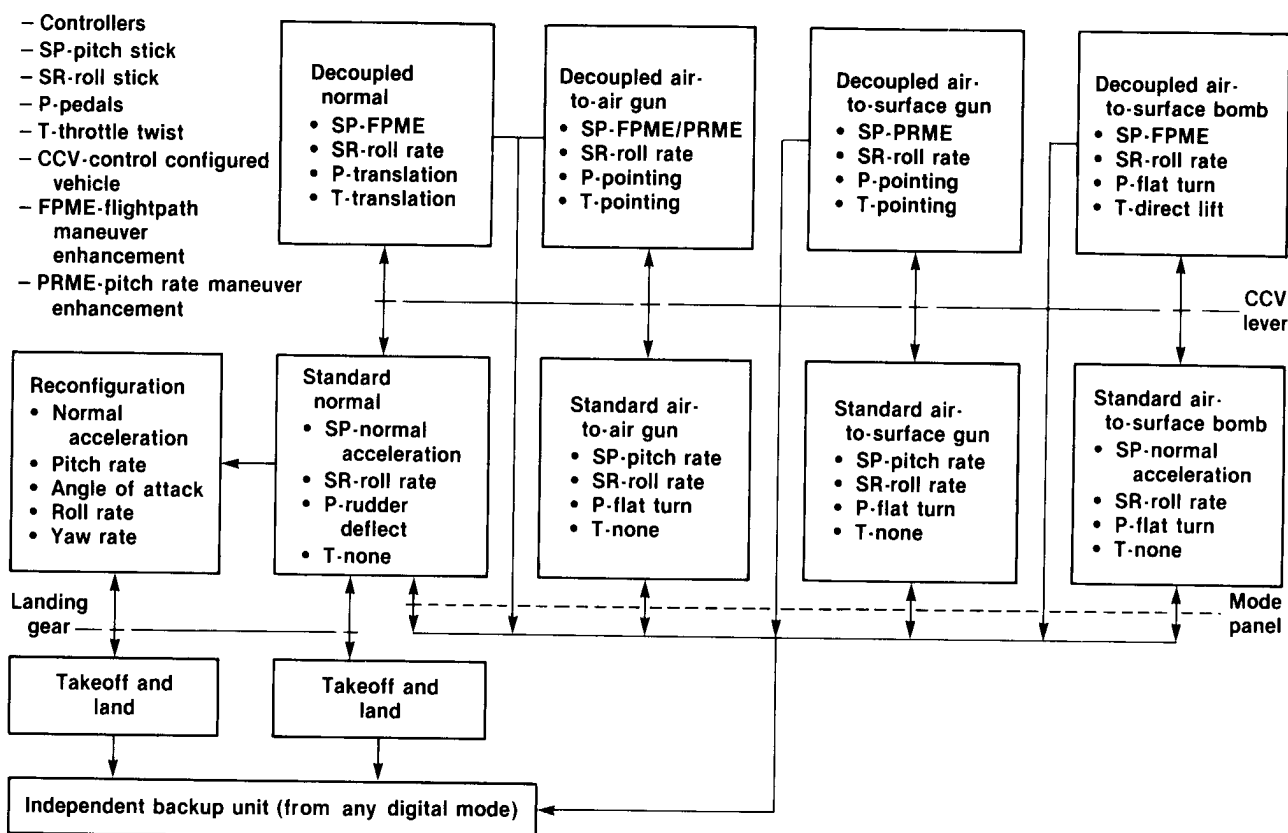 – Controllers
– SP-pitch stick
– SR-roll stick
– P-pedals
– T-throttle twist
– CCV-control configured
vehicle
– FPME-flightpath
maneuver
enhancement
– PRME-pitch rate maneuver
enhancement
Decoupled
normal
• SP-FPME
• SR-roll rate
• P-translation
• T-translation
Decoupled air-
to-air gun
• SP-FPME/PRME
• SR-roll rate
• P-pointing
• T-pointing
Decoupled air-
to-surface gun
• SP-PRME
• SR-roll rate
• P-pointing
• T-pointing
Decoupled air-
to-surface bomb
• SP-FPME
• SR-roll rate
• P-flat turn
• T-direct lift
CCV
lever
Reconfiguration
• Normal
acceleration
• Pitch rate
• Angle of attack
• Roll rate
• Yaw rate
Standard
normal
• SP-normal
acceleration
• SR-roll rate
• P-rudder
deflect
• T-none
Standard air-
to-air gun
• SP-pitch rate
• SR-roll rate
• P-flat turn
• T-none
Standard air-
to-surface gun
• SP-pitch rate
• SR-roll rate
• P-flat turn
• T-none
Standard air-
to-surface bomb
• SP-normal
acceleration
• SR-roll rate
• P-flat turn
• T-none
Landing
gear
Mode
panel
Takeoff and
land
Takeoff and
land
Independent backup unit (from any digital mode)